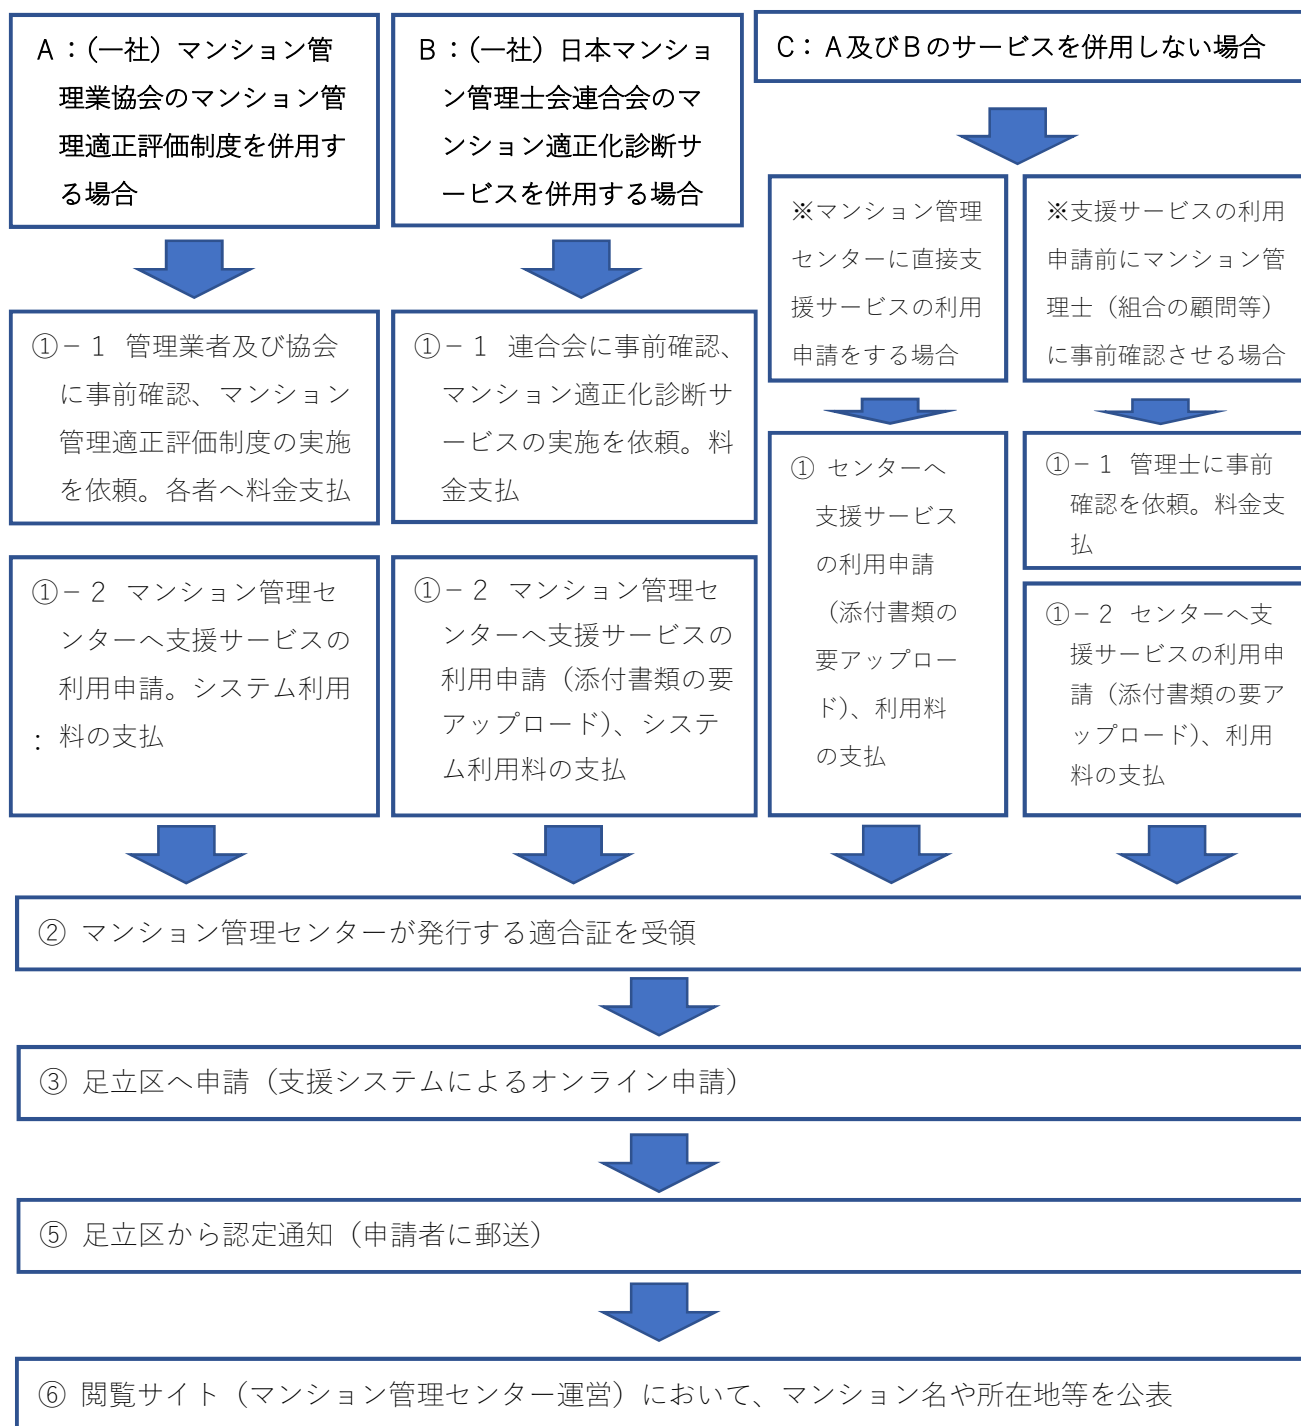 A：(一社）マンション管
理業協会のマンション管
理適正評価制度を併用す
る場合
B：(一社）日本マンショ
ン管理士会連合会のマ
ンション適正化診断サ
ービスを併用する場合
C：A及びBのサービスを併用しない場合
※マンション管理
センターに直接支
援サービスの利用
申請をする場合
※支援サービスの利用
申請前にマンション管
理士（組合の顧問等）
に事前確認させる場合
①－１ 管理業者及び協会
に事前確認、マンション
管理適正評価制度の実施
を依頼。各者へ料金支払
①－１ 連合会に事前確認、
マンション適正化診断サ
ービスの実施を依頼。料
金支払
① センターへ
支援サービス
の利用申請
（添付書類の
要アップロー
ド)、利用料
の支払
①－１ 管理士に事前
確認を依頼。料金支
払
①－２ マンション管理セ
ンターへ支援サービスの
利用申請。システム利用
：料の支払
①－２ マンション管理セ
ンターへ支援サービスの
利用申請（添付書類の要
アップロード)、システ
ム利用料の支払
①－２ センターへ支
援サービスの利用申
請（添付書類の要ア
ップロード)、利用
料の支払
② マンション管理センターが発行する適合証を受領
③ 足立区へ申請（支援システムによるオンライン申請）
⑤ 足立区から認定通知（申請者に郵送）
⑥ 閲覧サイト（マンション管理センター運営）において、マンション名や所在地等を公表